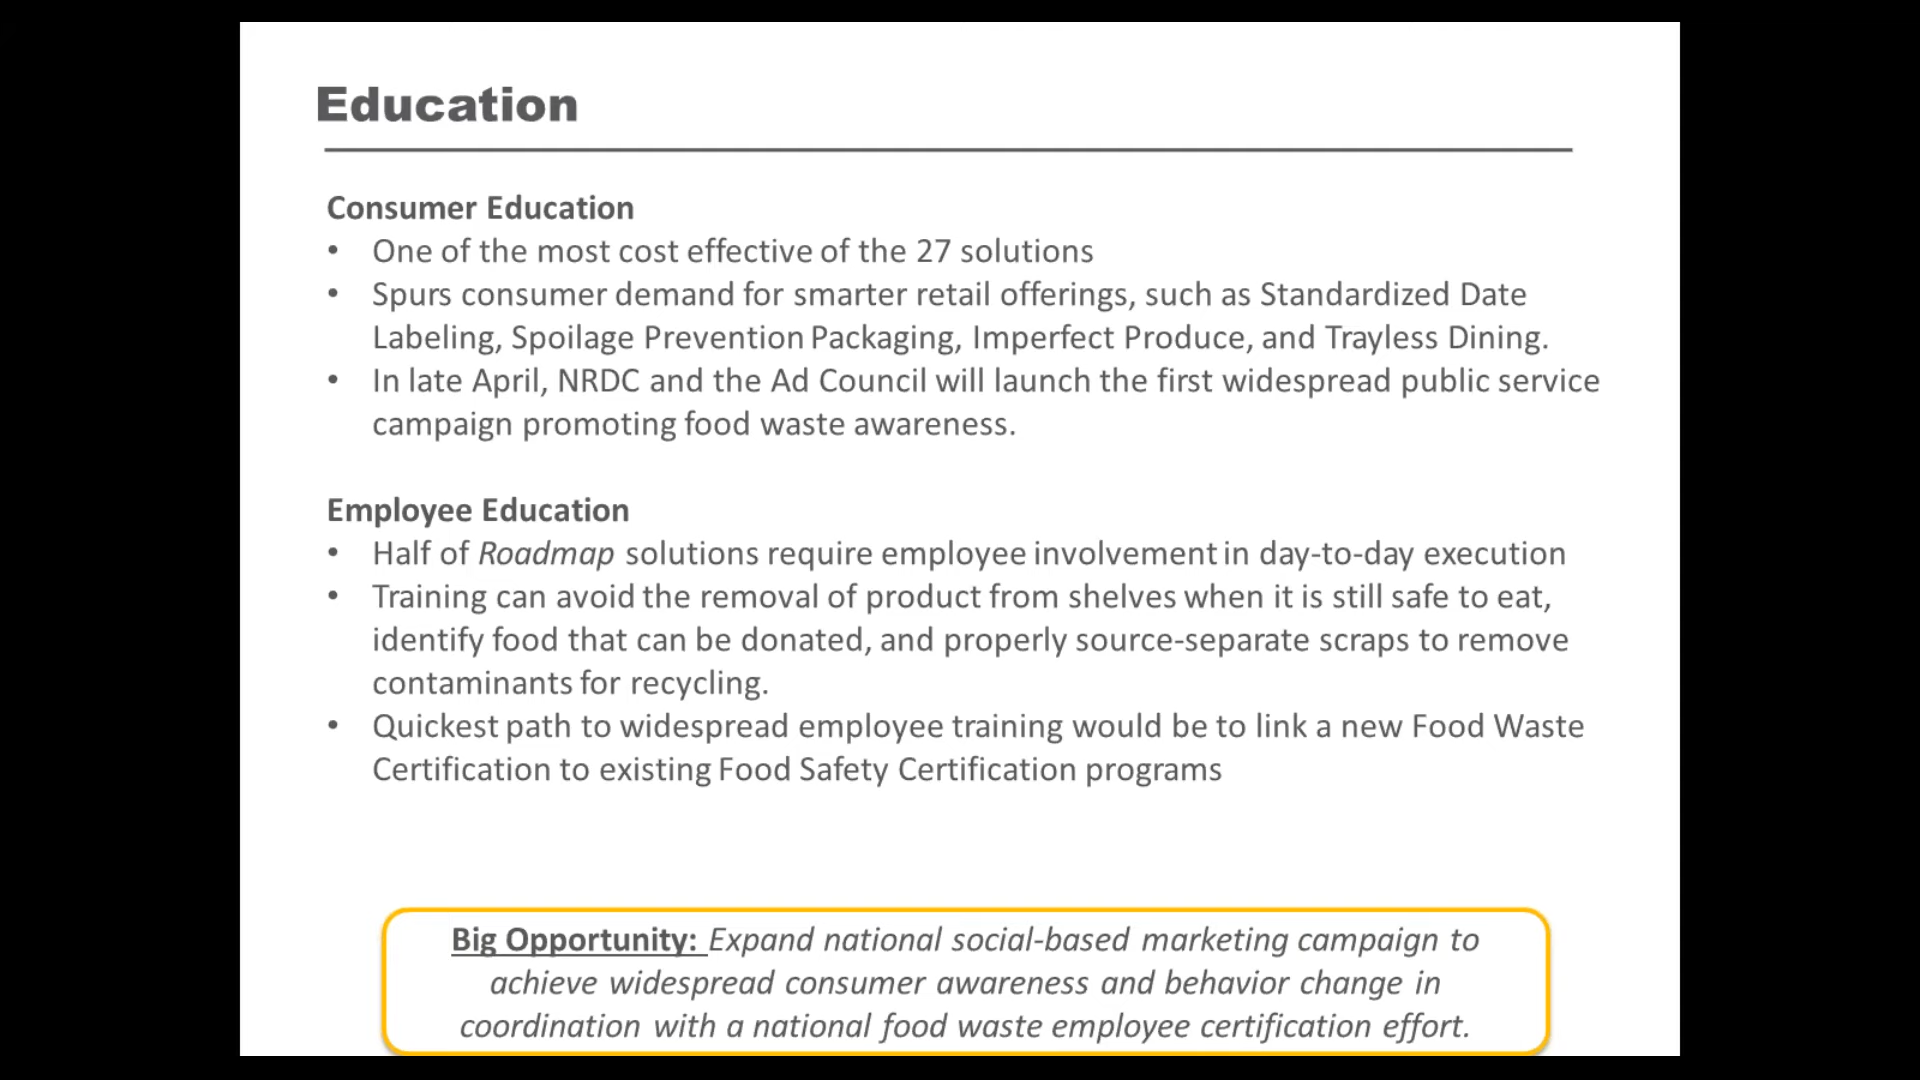 Education
Consumer Education
• One of the most cost effective of the 27 solutions
• Spurs consumer demand for smarter retail offerings, such as Standardized Date
Labeling, Spoilage Prevention Packaging, Imperfect Produce, and Trayless Dining.
• In late April, NRDC and the Ad Council will launch the first widespread public service
campaign promoting food waste awareness.
Employee Education
• Half of Roadmap solutions require employee involvement in day-to-day execution
• Training can avoid the removal of product from shelves when it is still safe to eat,
identify food that can be donated, and properly source-separate scraps to remove
contaminants for recycling.
• Quickest path to widespread employee training would be to link a new Food Waste
Certification to existing Food Safety Certification programs
Big Opportunity: Expand national social-based marketing campaign to
achieve widespread consumer awareness and behavior change in
coordination with a national food waste employee certification effort.